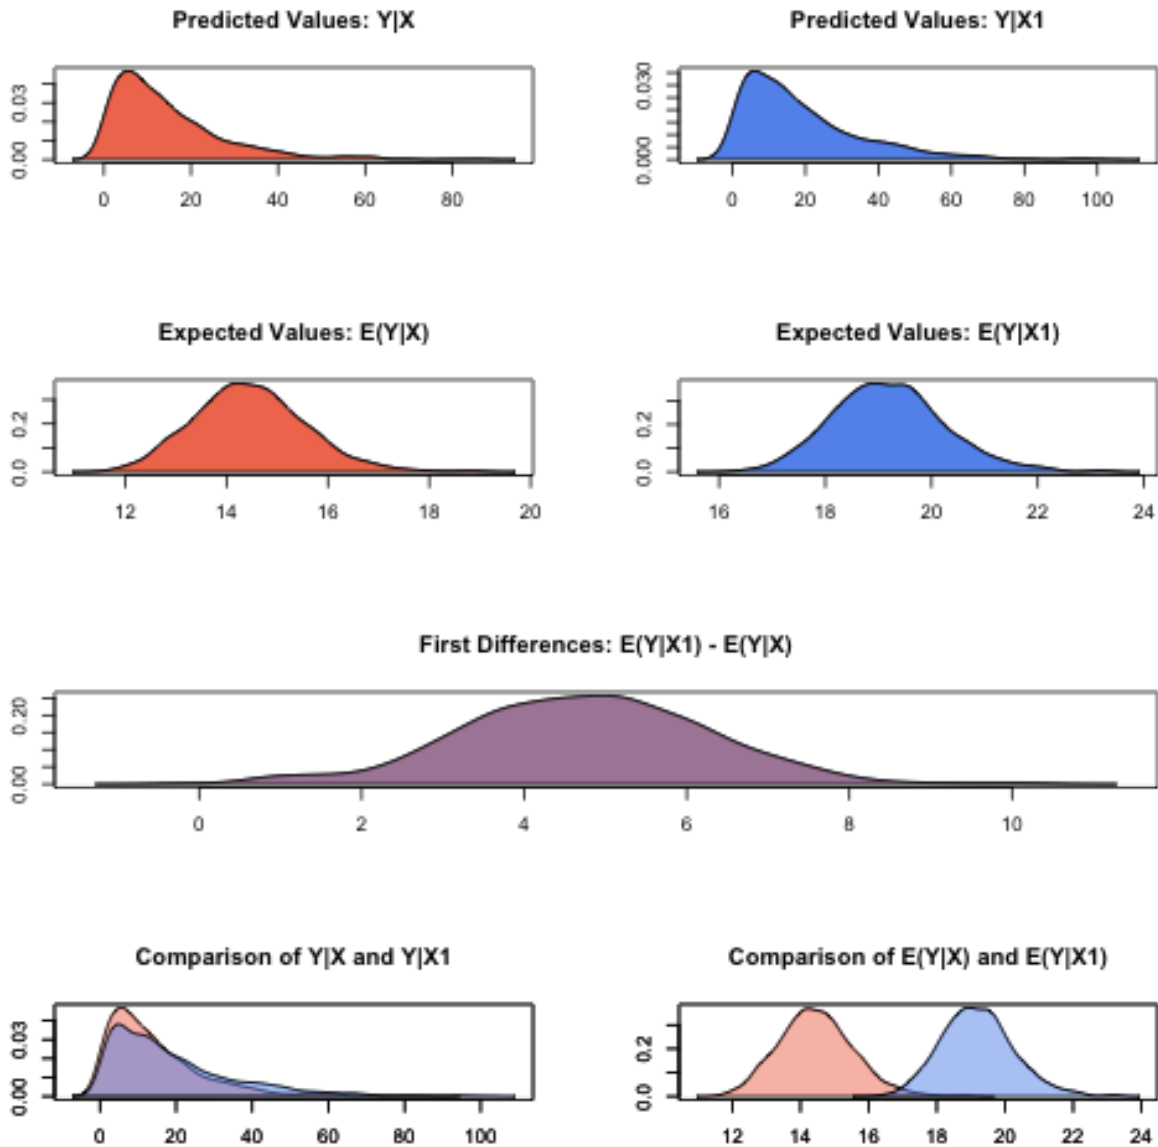 Predicted Values: Y|X
Predicted Values: Y|X1
0.00 0.03
0 20 40 60 80
0.000 0.030
0 20 40 60 80 100
Expected Values: E(Y|X)
Expected Values: E(Y|X1)
0.0 0.2
12 14 16 18 20
0.0 0.2
16 18 20 22 24
First Differences: E(Y|X1) - E(Y|X)
0.00 0.20
0 2 4 6 8 10
Comparison of Y|X and Y|X1
Comparison of E(Y|X) and E(Y|X1)
0.00 0.03
0 20 40 60 80 100
0.0 0.2
12 14 16 18 20 22 24